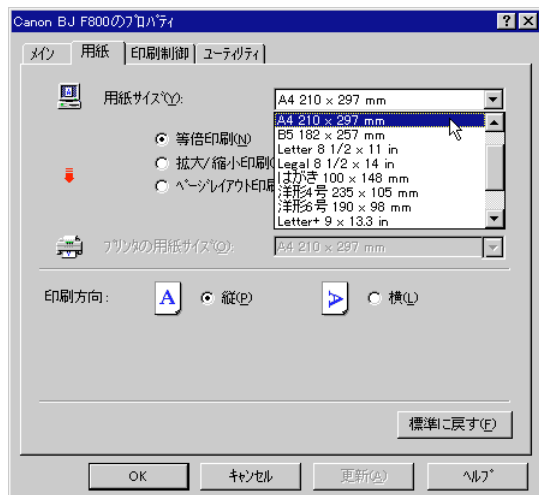 Canon BJ F800のプロパティ
メイン 用紙 印刷制御 ユーティリティ
用紙サイズ(Y): A4 210 x 297 mm
A4 210 x 297 mm
等倍印刷(N) B5 182 x 257 mm
Letter 8 1/2 x 11 in
拡大/縮小印刷( Legal 8 1/2 x 14 in
ページレイアウト印刷 はがき 100 x 148 mm
洋形4号 235 x 105 mm
洋形6号 190 x 98 mm
Letter+ 9 x 13.3 in
プリンタの用紙サイズ(O): A4 210 x 297 mm
印刷方向: A 縦(P) A 横(L)
標準に戻す(F)
OK キャンセル 更新(A) ヘルプ